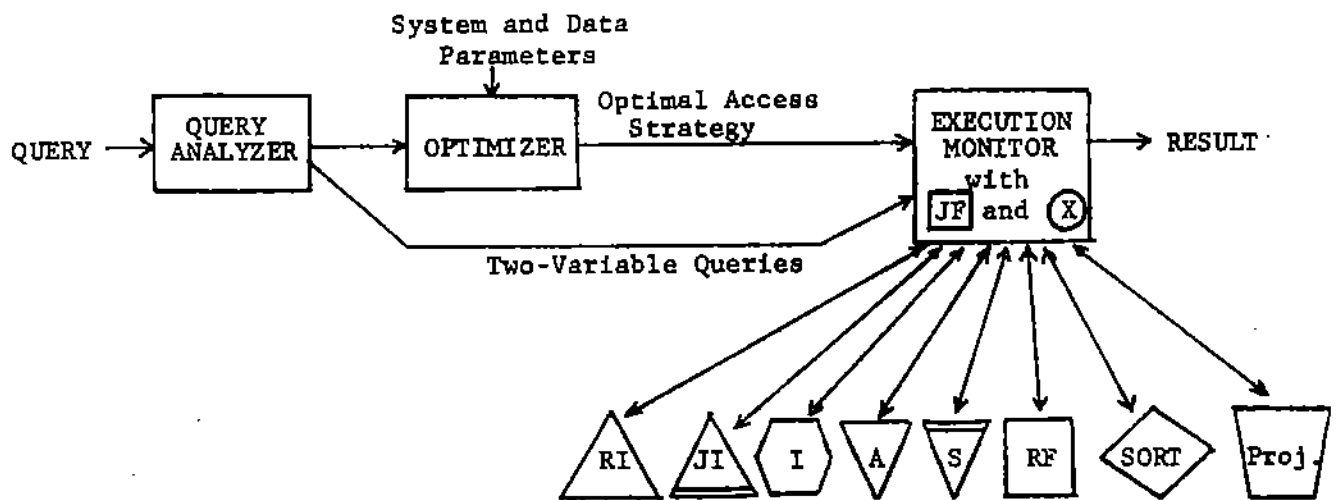 System and Data
Parameters
QUERY
QUERY
ANALYZER
OPTIMIZER
Optimal Access
Strategy
EXECUTION
MONITOR
with
JF and X
RESULT
Two-Variable Queries
RI
JI
I
A
S
RF
SORT
Proj.